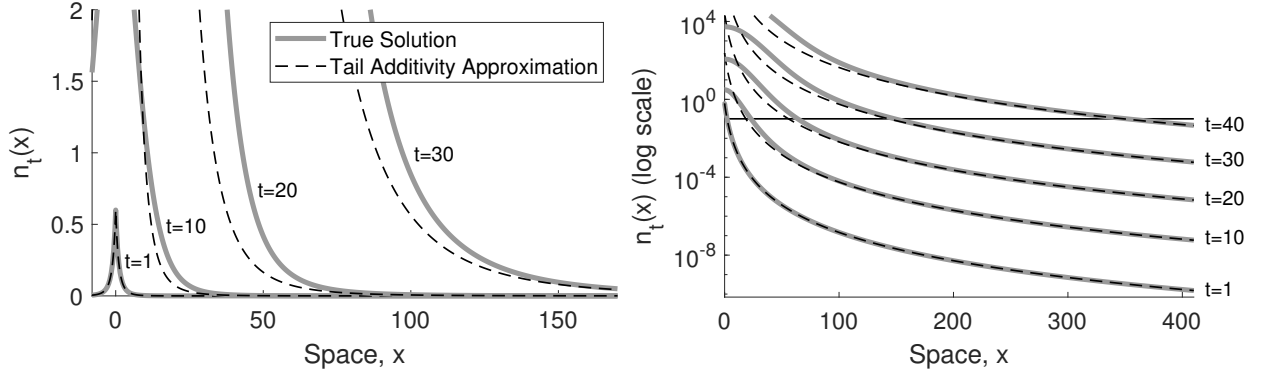 2
1.5
1
0.5
0
n_t(x)
True Solution
Tail Additivity Approximation
t=1
t=10
t=20
t=30
0 50 100 150
Space, x
10^4
10^0
10^-4
10^-8
n_t(x) (log scale)
t=40
t=30
t=20
t=10
t=1
0 100 200 300 400
Space, x